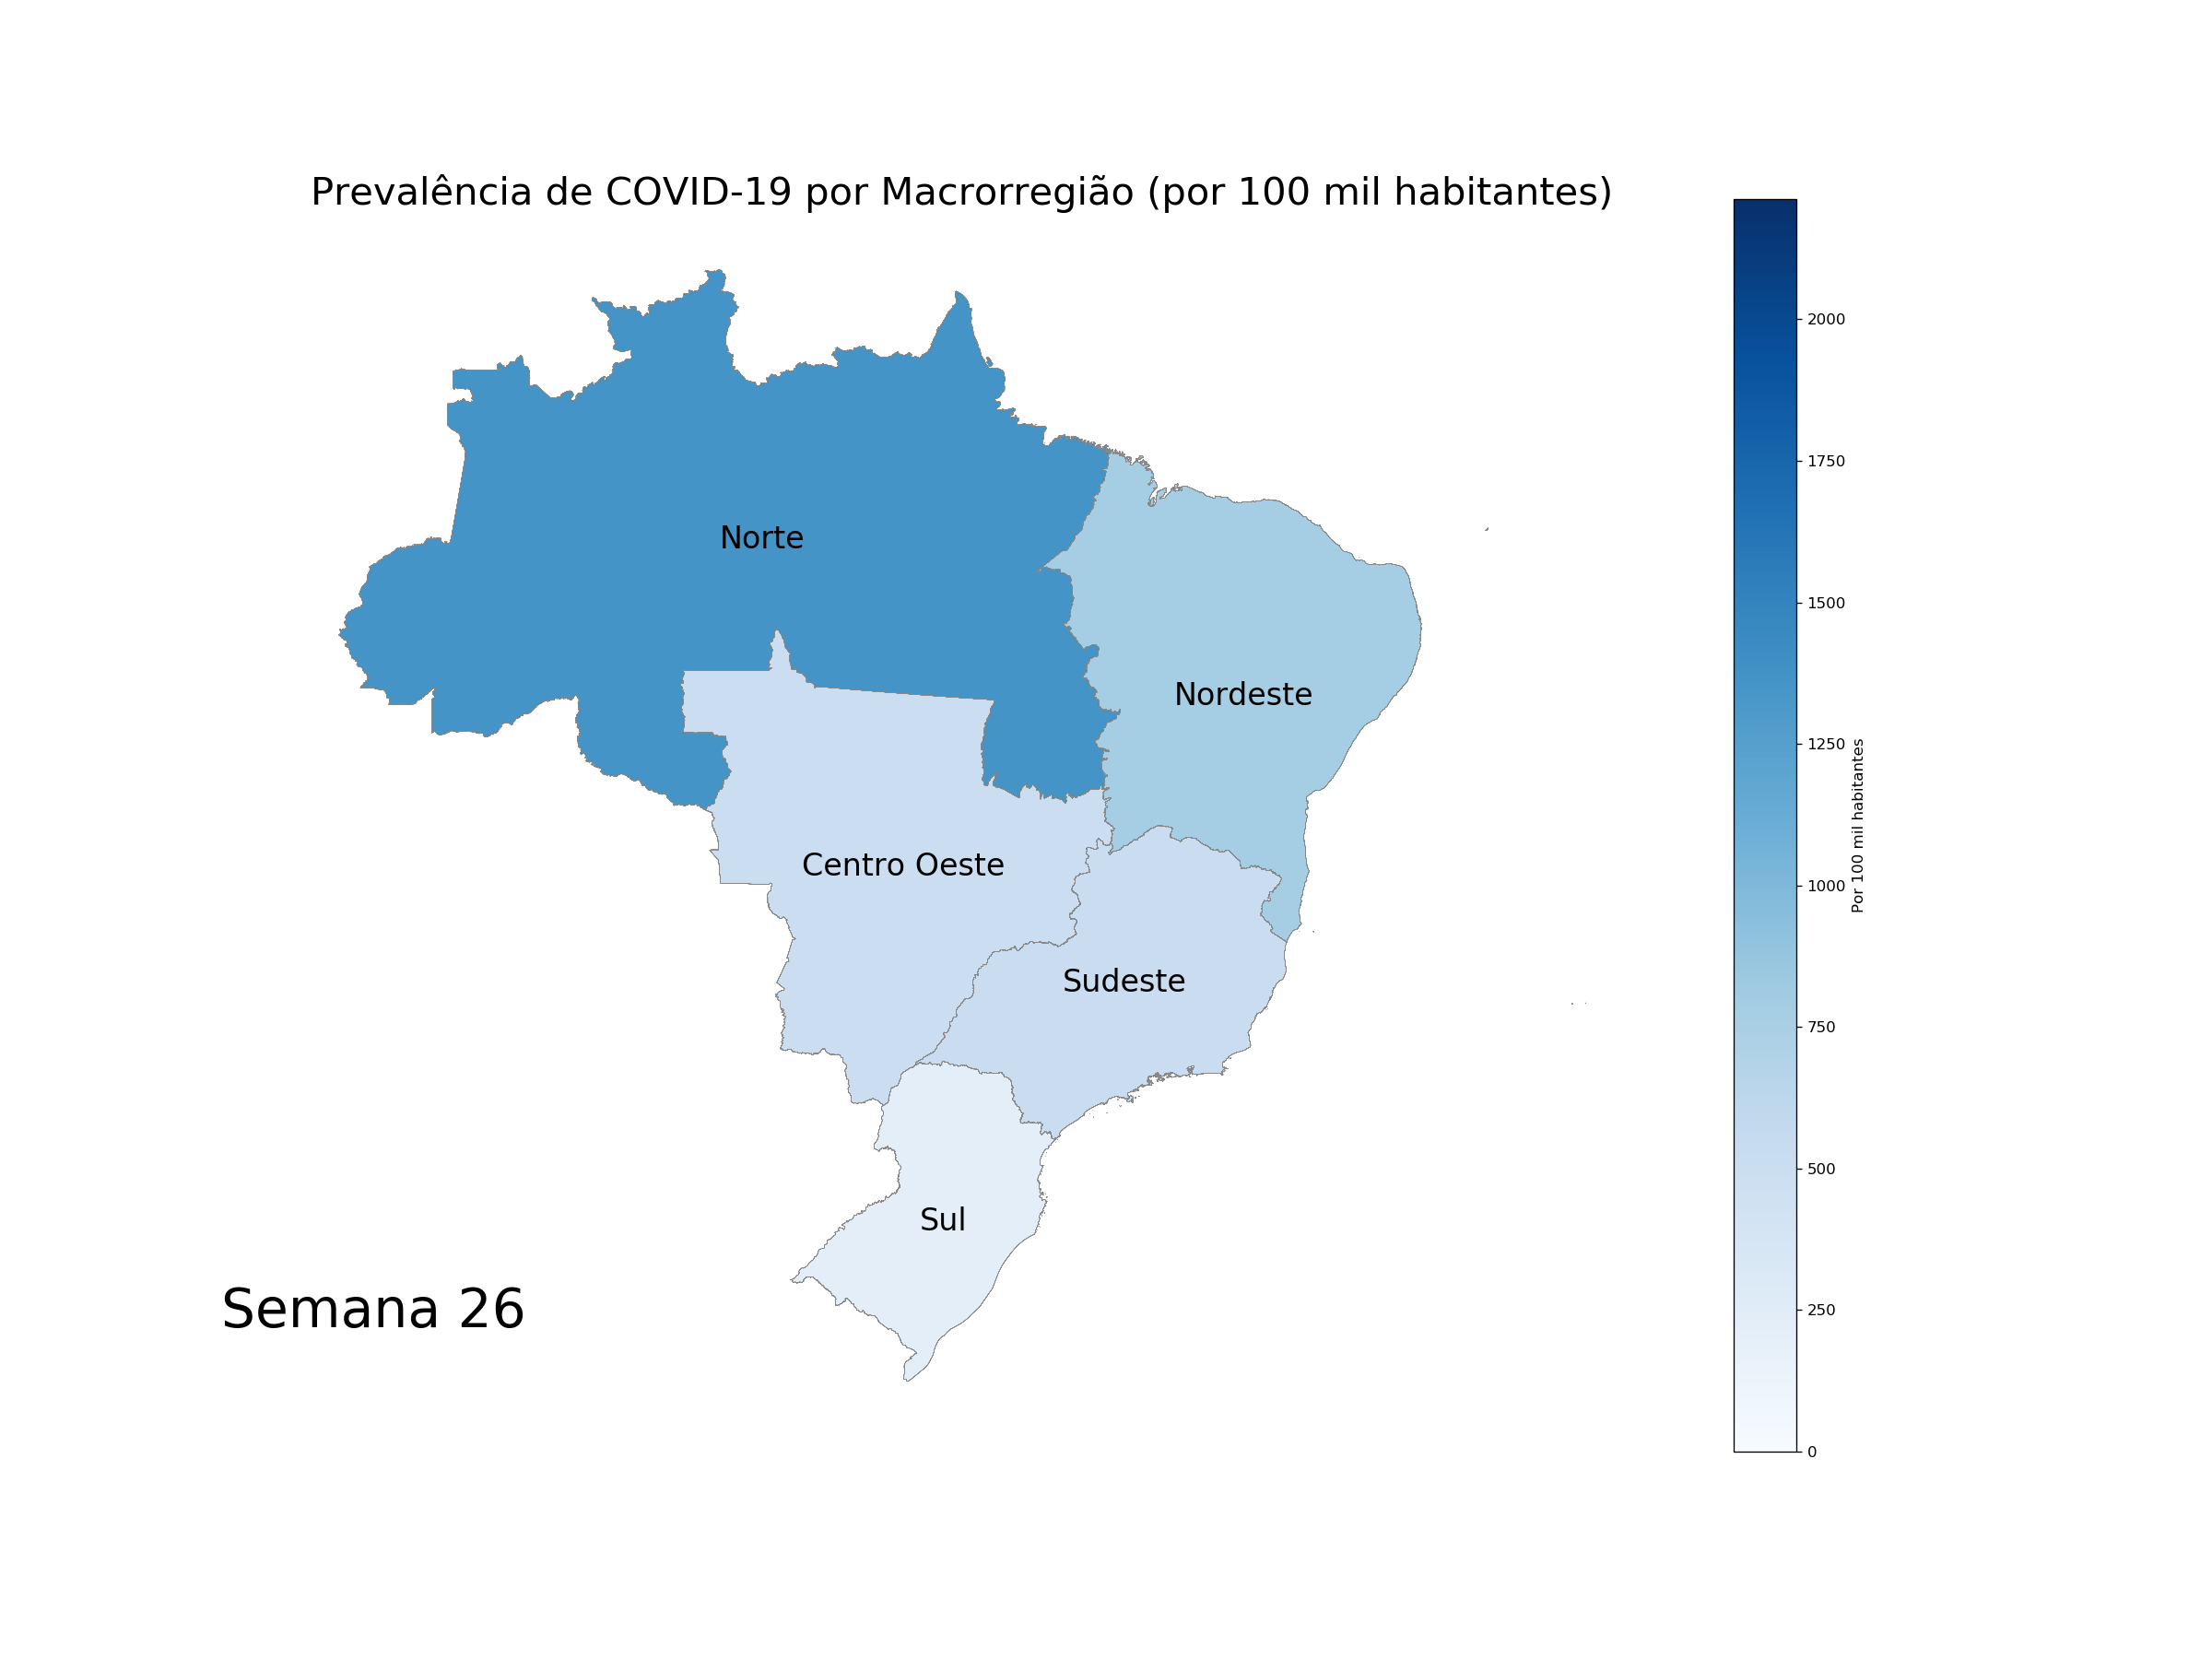 Prevalência de COVID-19 por Macrorregião (por 100 mil habitantes)
Norte
Nordeste
Centro Oeste
Sudeste
Sul
Semana 26
2000
1750
1500
1250
1000
750
500
250
0
Por 100 mil habitantes